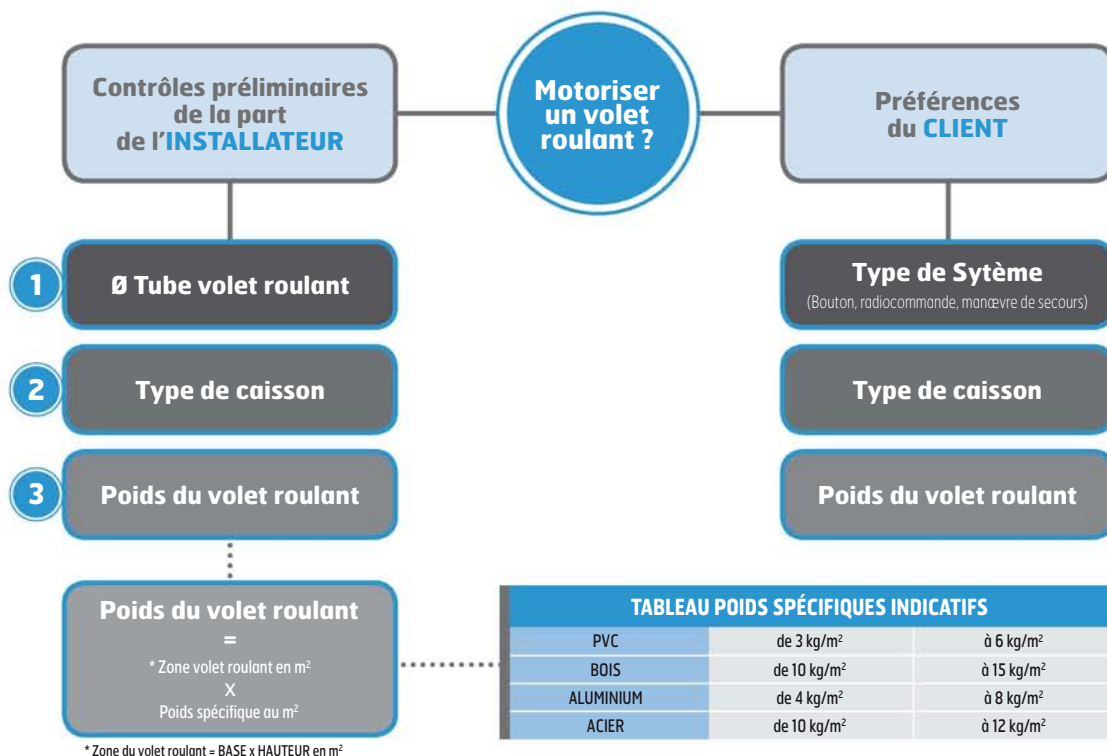 Contrôles préliminaires
de la part
de l'INSTALLATEUR
Motoriser
un volet
roulant ?
Préférences
du CLIENT
1
Ø Tube volet roulant
2
Type de caisson
3
Poids du volet roulant
Type de Sytème
(Bouton, radiocommande, manœvre de secours)
Type de caisson
Poids du volet roulant
Poids du volet roulant
=
* Zone volet roulant en m²
X
Poids spécifique au m²
* Zone du volet roulant = BASE x HAUTEUR en m²
TABLEAU POIDS SPÉCIFIQUES INDICATIFS
PVC de 3 kg/m² à 6 kg/m²
BOIS de 10 kg/m² à 15 kg/m²
ALUMINIUM de 4 kg/m² à 8 kg/m²
ACIER de 10 kg/m² à 12 kg/m²